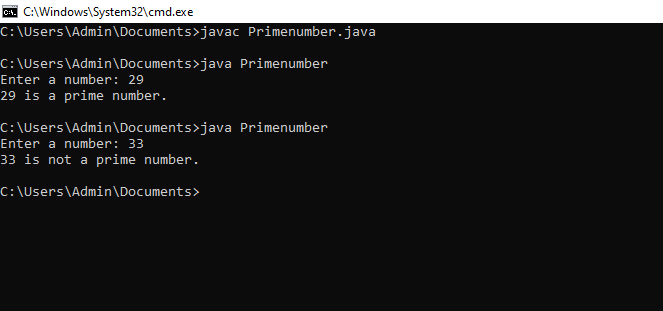 C:\Windows\System32\cmd.exe
C:\Users\Admin\Documents>javac Primenumber.java
C:\Users\Admin\Documents>java Primenumber
Enter a number: 29
29 is a prime number.
C:\Users\Admin\Documents>java Primenumber
Enter a number: 33
33 is not a prime number.
C:\Users\Admin\Documents>